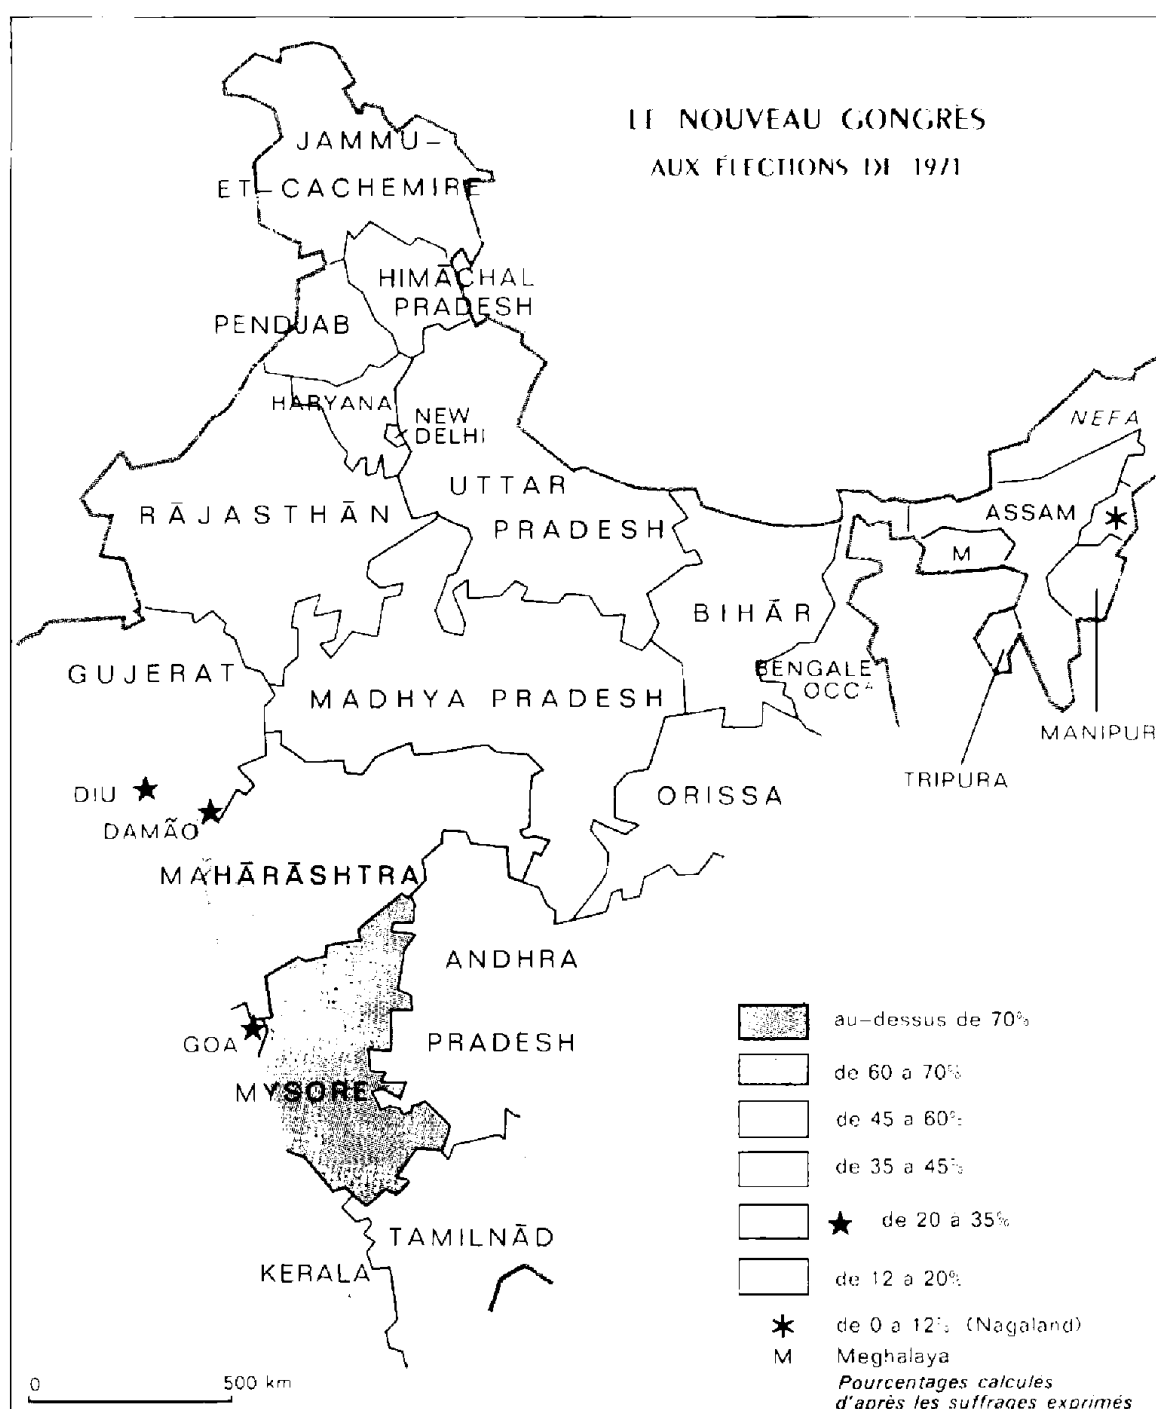 LE NOUVEAU GONGRÈS
AUX ÉLECTIONS DE 1971
JAMMU-
ET-CACHEMIRE
HIMĀCHAL
PRADESH
PENDJAB
HARYANA
NEW
DELHI
NEFA
UTTAR
PRADESH
RĀJASTHĀN
ASSAM
M
BIHĀR
GUJERAT
BENGALE
OCCᵃˡ
MADHYA PRADESH
MANIPUR
TRIPURA
ORISSA
DIU
DAMÃO
MAHĀRĀSHTRA
ANDHRA
PRADESH
GOA
MYSORE
TAMILNĀD
KERALA
au-dessus de 70%
de 60 a 70%
de 45 a 60%
de 35 a 45%
de 20 à 35%
de 12 a 20%
de 0 a 12% (Nagaland)
M Meghalaya
Pourcentages calculés
d'après les suffrages exprimés
0 500 km